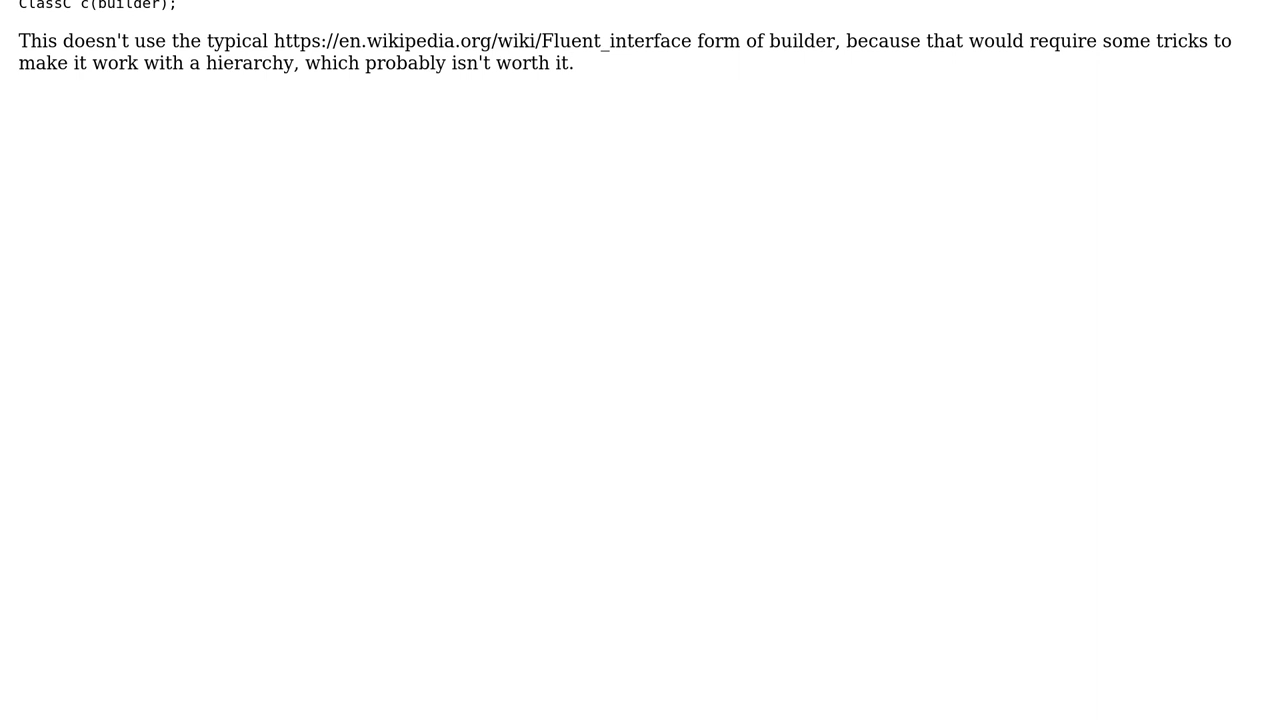 ClassC c(builder);
This doesn't use the typical https://en.wikipedia.org/wiki/Fluent_interface form of builder, because that would require some tricks to
make it work with a hierarchy, which probably isn't worth it.